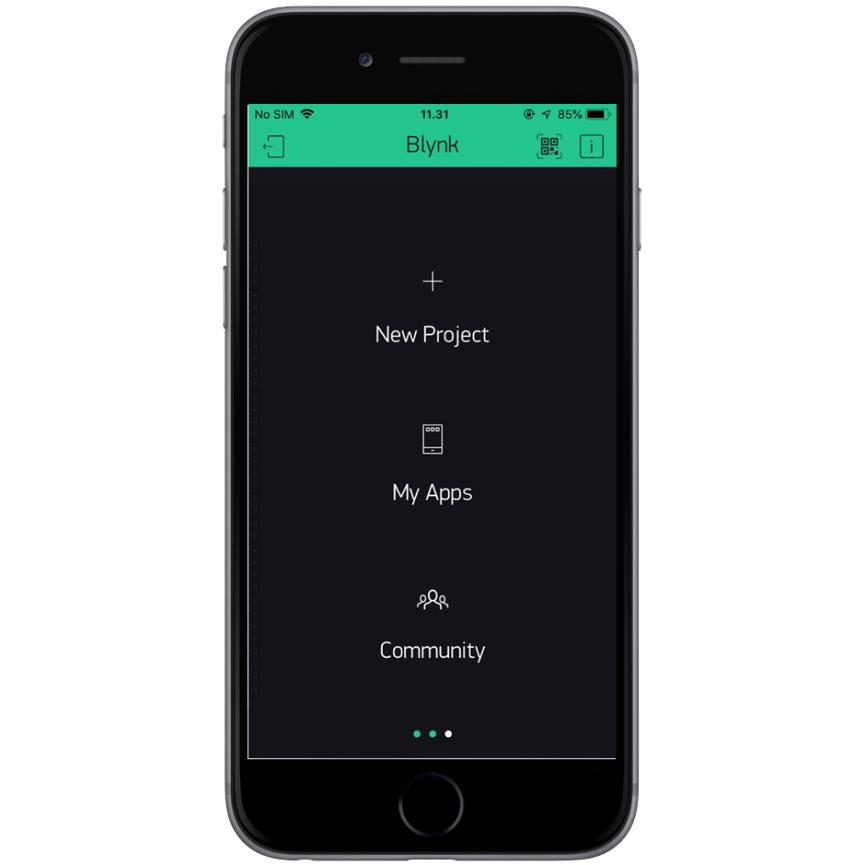 No SIM 11.31 85%
Blynk
New Project
My Apps
Community